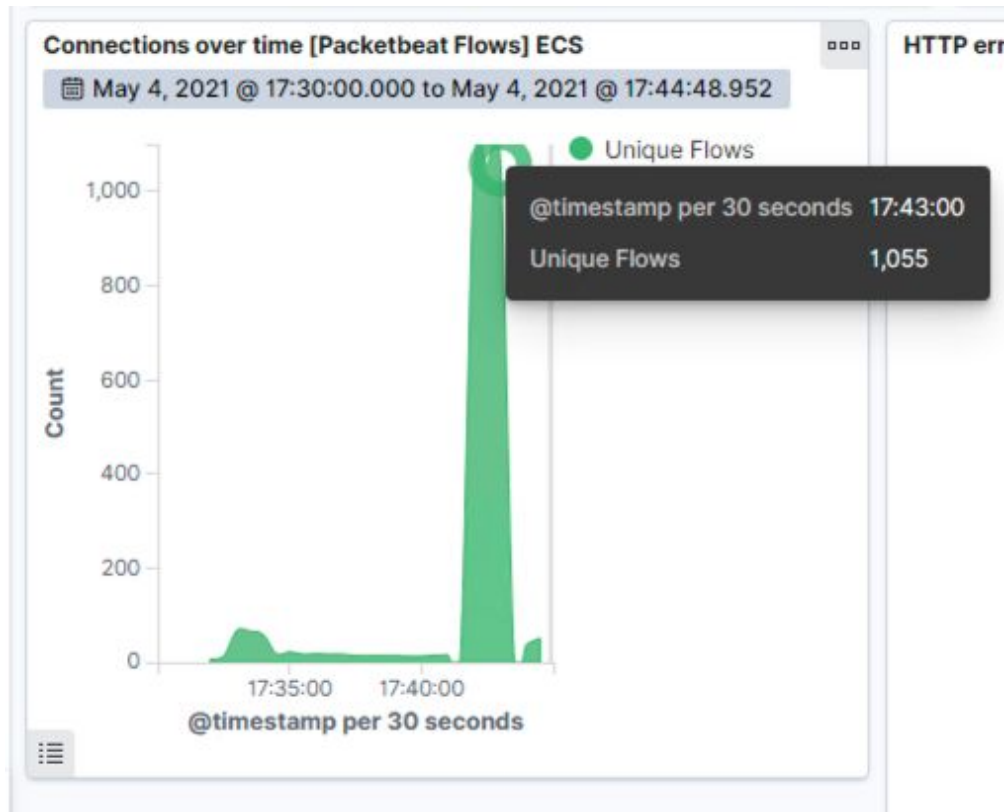 Connections over time [Packetbeat Flows] ECS
HTTP err
May 4, 2021 @ 17:30:00.000 to May 4, 2021 @ 17:44:48.952
Unique Flows
@timestamp per 30 seconds 17:43:00
Unique Flows 1,055
1,000
800
600
400
200
0
Count
17:35:00 17:40:00
@timestamp per 30 seconds